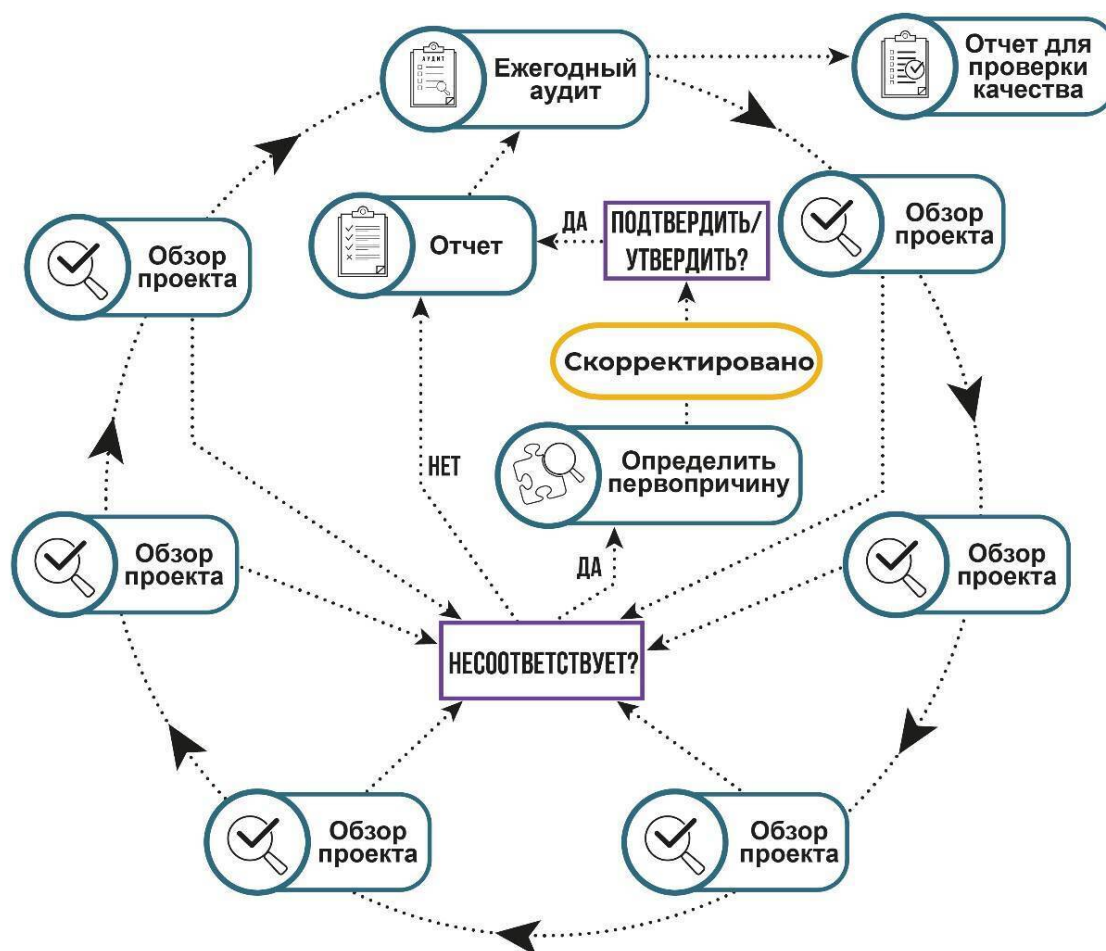 АУДИТ
Ежегодный
аудит
Отчет для
проверки
качества
Обзор
проекта
Отчет
ДА
ПОДТВЕРДИТЬ/
УТВЕРДИТЬ?
Обзор
проекта
Скорректировано
НЕТ
Определить
первопричину
Обзор
проекта
ДА
Обзор
проекта
НЕСООТВЕТСТВУЕТ?
Обзор
проекта
Обзор
проекта